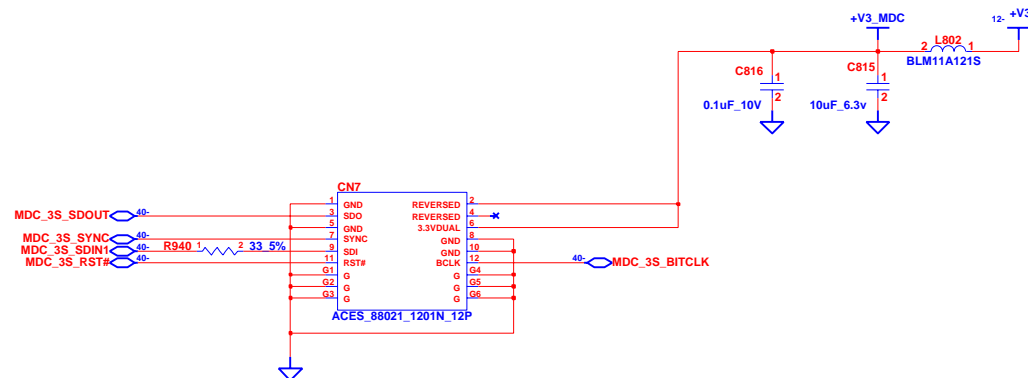 +V3_MDC
12- +V3
2 L802 1
BLM11A121S
C816 1
2
0.1uF_10V
C815 1
2
10uF_6.3v
CN7
MDC_3S_SDOUT 40-
MDC_3S_SYNC 40-
MDC_3S_SDIN1 40- R940 1 2 33_5%
MDC_3S_RST# 40-
1 GND REVERSED 2
3 SDO REVERSED 4
5 GND 3.3VDUAL 6
7 SYNC GND 8
9 SDI GND 10
11 RST# BCLK 12 40- MDC_3S_BITCLK
G1 G G G4
G2 G G G5
G3 G G G6
ACES_88021_1201N_12P